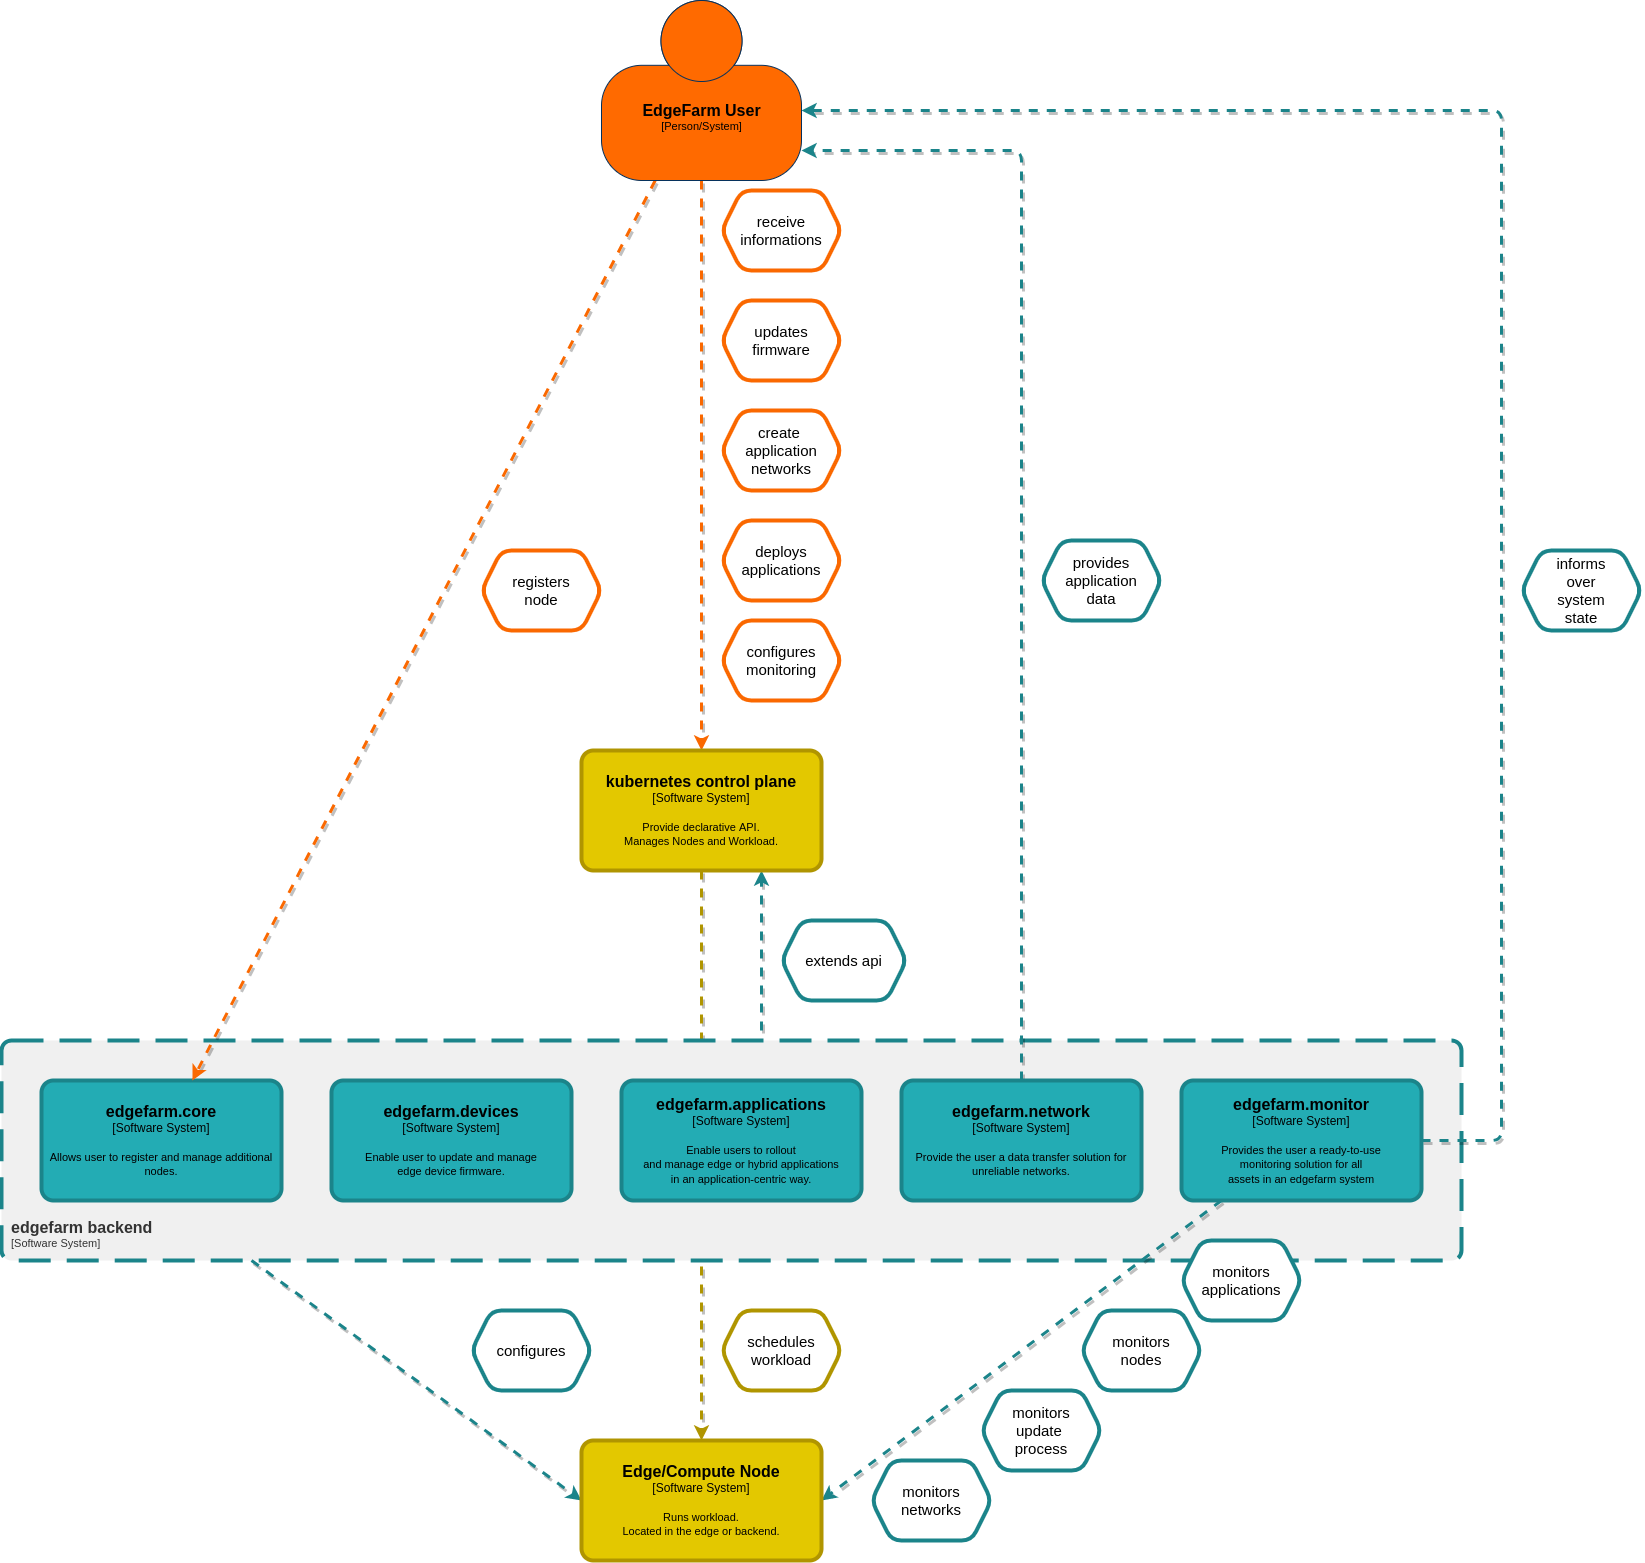 EdgeFarm User
[Person/System]
receive
informations
updates
firmware
create
application
networks
deploys
applications
registers
node
provides
application
data
informs
over
system
state
configures
monitoring
kubernetes control plane
[Software System]
Provide declarative API.
Manages Nodes and Workload.
extends api
edgefarm.core
[Software System]
Allows user to register and manage additional
nodes.
edgefarm.devices
[Software System]
Enable user to update and manage
edge device firmware.
edgefarm.applications
[Software System]
Enable users to rollout
and manage edge or hybrid applications
in an application-centric way.
edgefarm.network
[Software System]
Provide the user a data transfer solution for
unreliable networks.
edgefarm.monitor
[Software System]
Provides the user a ready-to-use
monitoring solution for all
assets in an edgefarm system
edgefarm backend
[Software System]
monitors
applications
configures
schedules
workload
monitors
nodes
monitors
update
process
Edge/Compute Node
[Software System]
Runs workload.
Located in the edge or backend.
monitors
networks